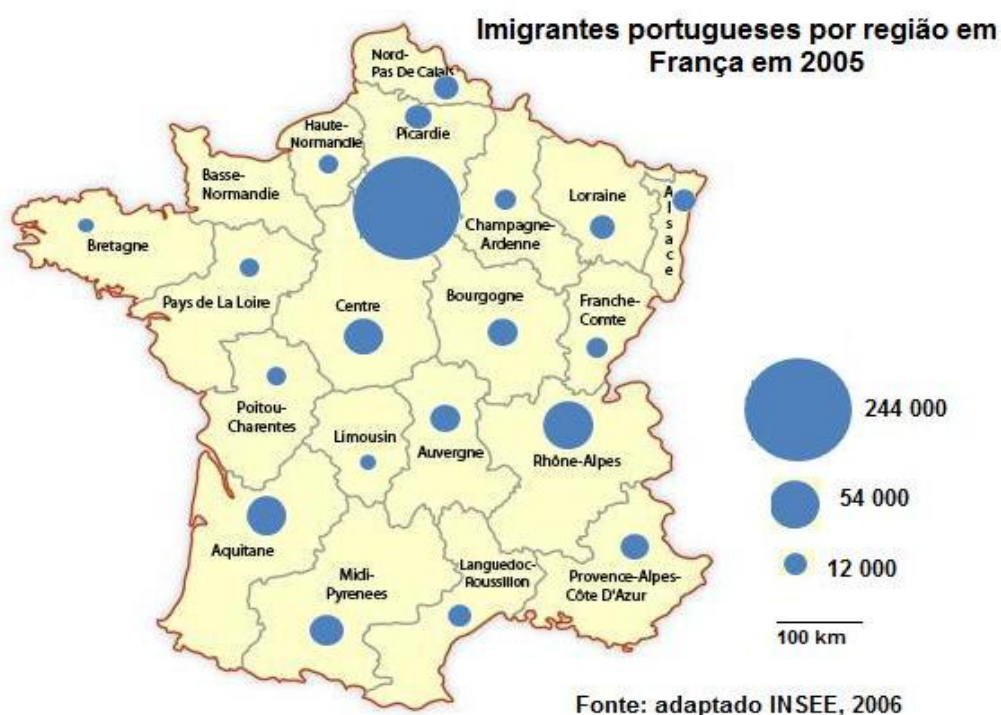 Imigrantes portugueses por região em
França em 2005
Nord-
Pas De Calais
Haute-
Normandie
Picardie
Basse-
Normandie
Lorraine
Alsace
Champagne-
Ardenne
Bretagne
Pays de La Loire
Centre
Bourgogne
Franche-
Comte
Poitou-
Charentes
Limousin
Auvergne
Rhône-Alpes
Aquitane
Midi-
Pyrenees
Languedoc-
Roussillon
Provence-Alpes-
Côte D'Azur
244 000
54 000
12 000
100 km
Fonte: adaptado INSEE, 2006